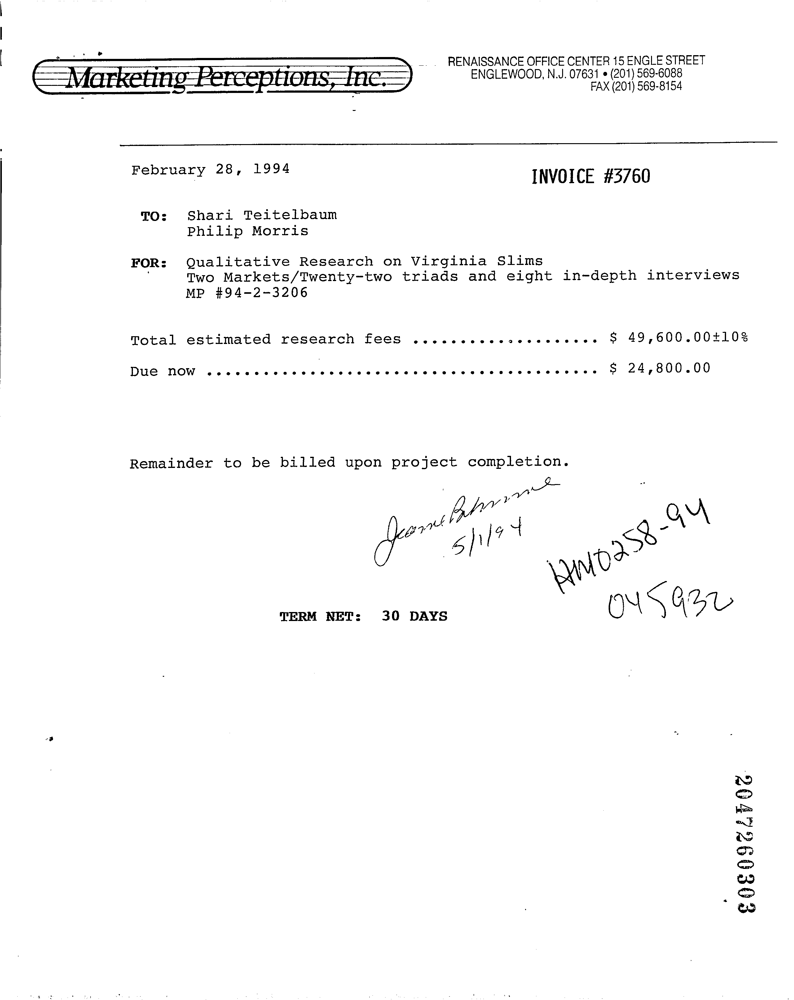 Marketing Perceptions, Inc.
RENAISSANCE OFFICE CENTER 15 ENGLE STREET
ENGLEWOOD, N.J. 07631 • (201) 569-6088
FAX (201) 569-8154
February 28, 1994
INVOICE #3760
TO: Shari Teitelbaum
Philip Morris
FOR: Qualitative Research on Virginia Slims
Two Markets/Twenty-two triads and eight in-depth interviews
MP #94-2-3206
Total estimated research fees .................... $ 49,600.00±10%
Due now .......................................... $ 24,800.00
Remainder to be billed upon project completion.
5/1/94
0258-94
045932
TERM NET: 30 DAYS
2047260303